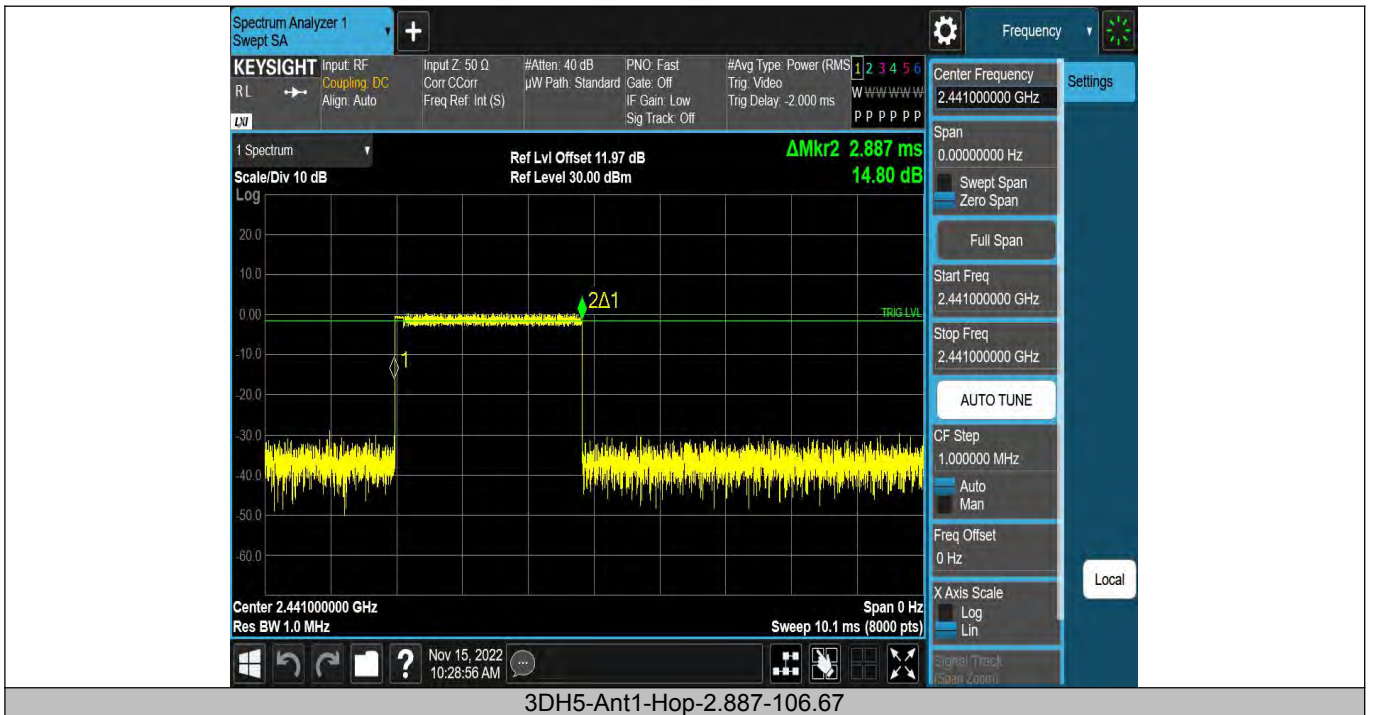 Spectrum Analyzer 1
Swept SA
+
Frequency
KEYSIGHT
RL
LXI
Input: RF
Coupling: DC
Align: Auto
Input Z: 50 Ω
Corr CCorr
Freq Ref: Int (S)
#Atten: 40 dB
µW Path: Standard
PNO: Fast
Gate: Off
IF Gain: Low
Sig Track: Off
#Avg Type: Power (RMS
Trig: Video
Trig Delay: -2.000 ms
1 2 3 4 5 6
W W W W W W
P P P P P P
Center Frequency
2.441000000 GHz
Settings
1 Spectrum
Scale/Div 10 dB
Log
Ref Lvl Offset 11.97 dB
Ref Level 30.00 dBm
ΔMkr2 2.887 ms
14.80 dB
Span
0.00000000 Hz
Swept Span
Zero Span
Full Span
Start Freq
2.441000000 GHz
Stop Freq
2.441000000 GHz
AUTO TUNE
CF Step
1.000000 MHz
Auto
Man
Freq Offset
0 Hz
X Axis Scale
Log
Lin
Signal Track
(Span Zoom)
Local
20.0
10.0
0.00
-10.0
-20.0
-30.0
-40.0
-50.0
-60.0
2Δ1
1
TRIG LVL
Center 2.441000000 GHz
Res BW 1.0 MHz
Span 0 Hz
Sweep 10.1 ms (8000 pts)
?
Nov 15, 2022
10:28:56 AM
3DH5-Ant1-Hop-2.887-106.67